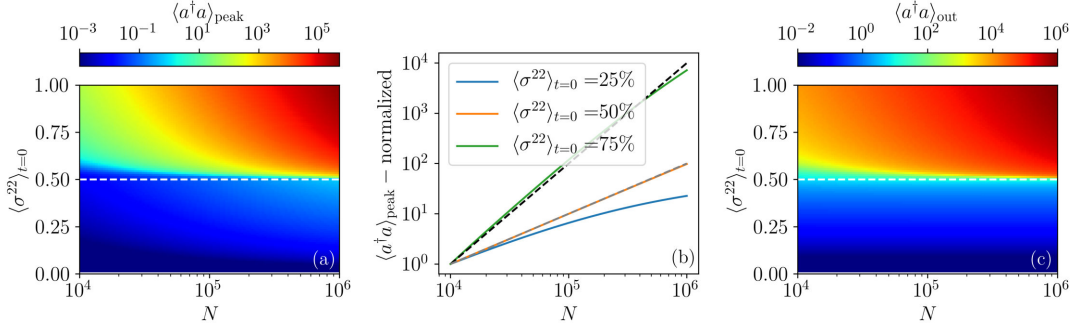 ⟨a†a⟩peak
10⁻³ 10⁻¹ 10¹ 10³ 10⁵
⟨σ²²⟩t=0
1.00
0.75
0.50
0.25
0.00
(a)
10⁴ 10⁵ 10⁶
N
⟨a†a⟩peak − normalized
10⁴
10³
10²
10¹
10⁰
⟨σ²²⟩t=0 =25%
⟨σ²²⟩t=0 =50%
⟨σ²²⟩t=0 =75%
(b)
10⁴ 10⁵ 10⁶
N
⟨a†a⟩out
10⁻² 10⁰ 10² 10⁴ 10⁶
⟨σ²²⟩t=0
1.00
0.75
0.50
0.25
0.00
(c)
10⁴ 10⁵ 10⁶
N